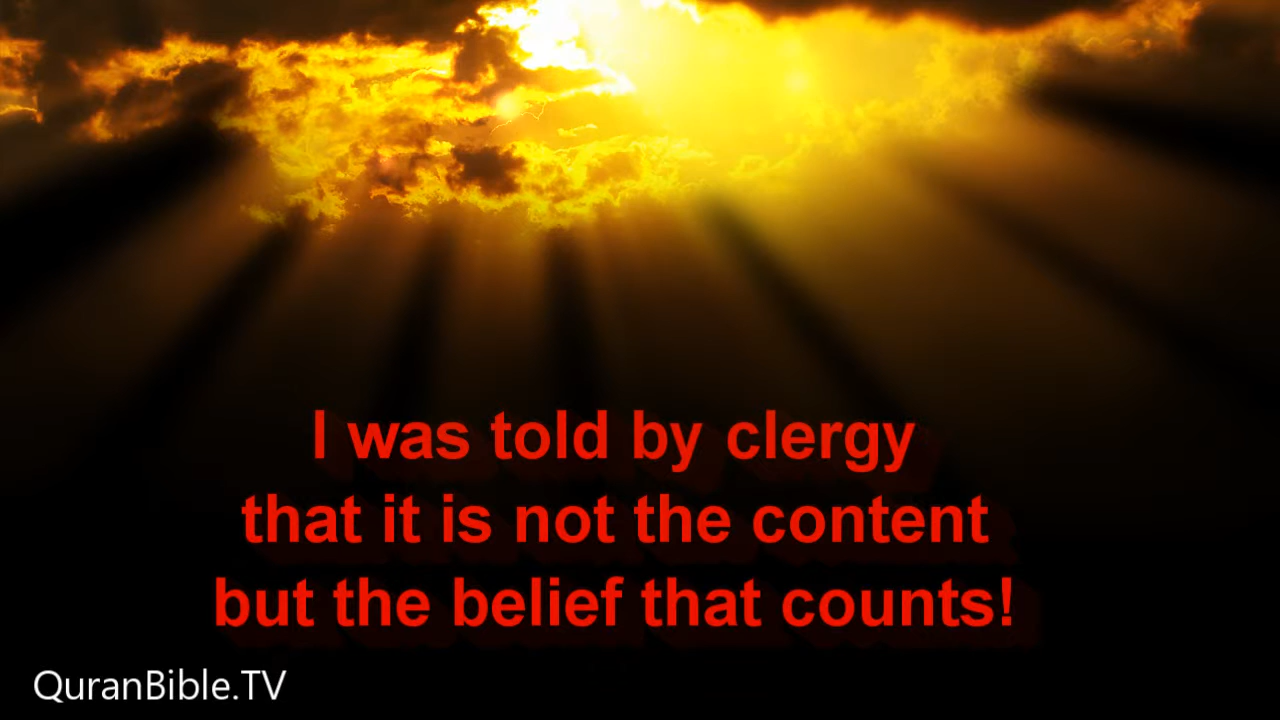 I was told by clergy
that it is not the content
but the belief that counts!
QuranBible.TV